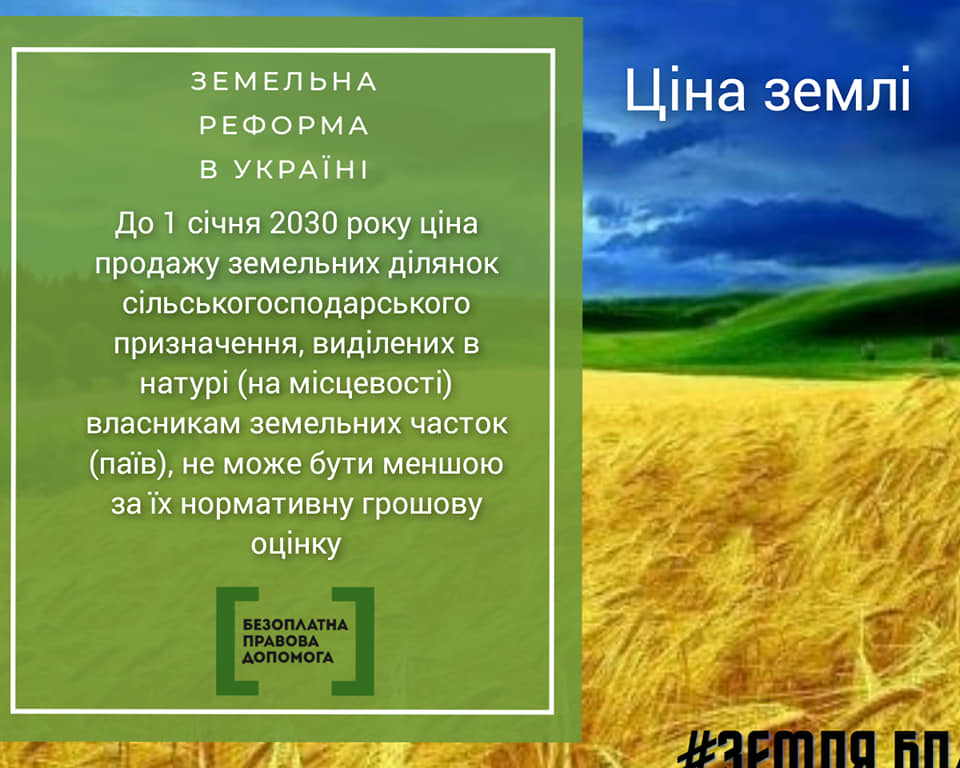 ЗЕМЕЛЬНА
РЕФОРМА
В УКРАЇНІ
До 1 січня 2030 року ціна
продажу земельних ділянок
сільськогосподарського
призначення, виділених в
натурі (на місцевості)
власникам земельних часток
(паїв), не може бути меншою
за їх нормативну грошову
оцінку
БЕЗОПЛАТНА
ПРАВОВА
ДОПОМОГА
Ціна землі
#ЗЕМЛЯ